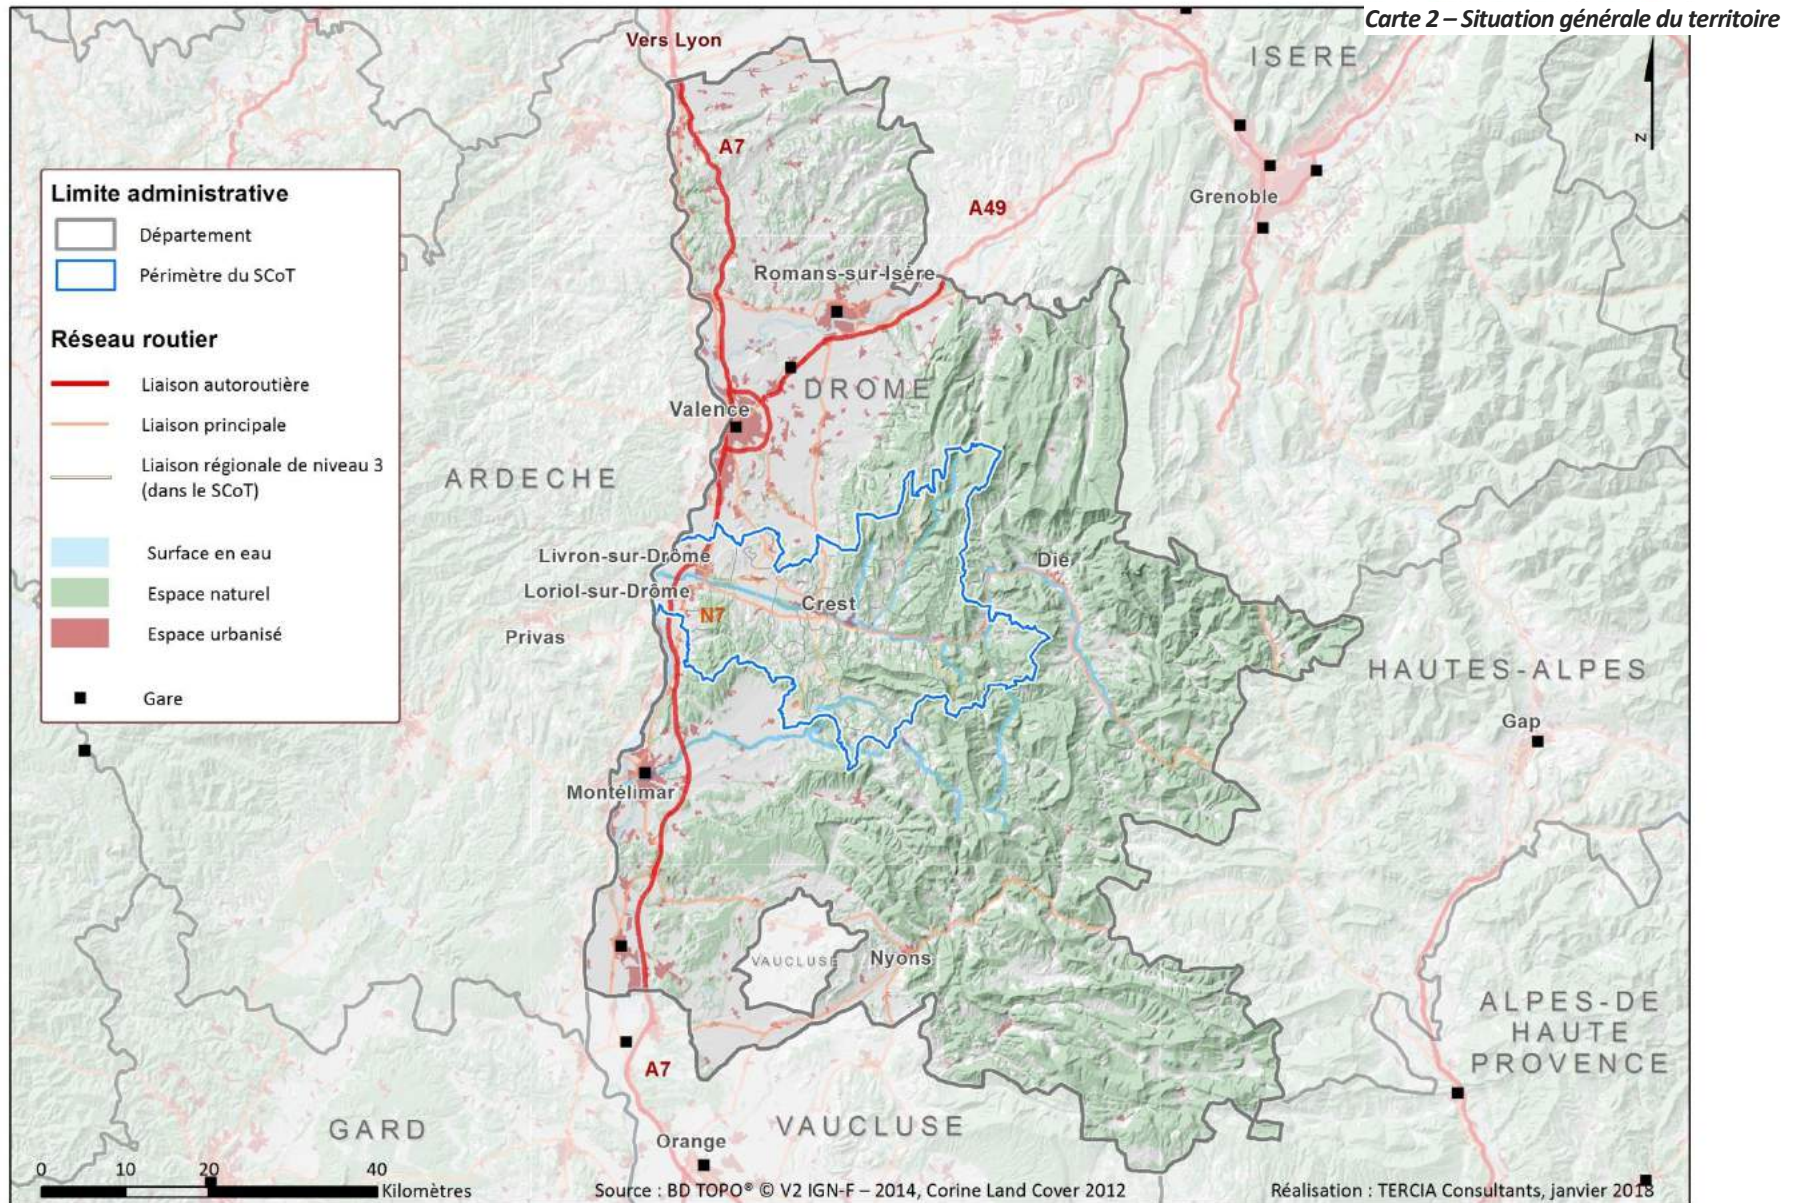 Carte 2 – Situation générale du territoire
Vers Lyon
ISERE
A7
A49
Grenoble
Romans-sur-Isère
DROME
Valence
ARDECHE
Livron-sur-Drôme
Loriol-sur-Drôme
Die
Crest
N7
Privas
HAUTES-ALPES
Gap
Montélimar
VAUCLUSE
Nyons
ALPES-DE
HAUTE
PROVENCE
A7
GARD
VAUCLUSE
Orange
N
Limite administrative
Département
Périmètre du SCoT
Réseau routier
Liaison autoroutière
Liaison principale
Liaison régionale de niveau 3
(dans le SCoT)
Surface en eau
Espace naturel
Espace urbanisé
Gare
0 10 20 40
Kilomètres
Source : BD TOPO® © V2 IGN-F – 2014, Corine Land Cover 2012
Réalisation : TERCIA Consultants, janvier 2018